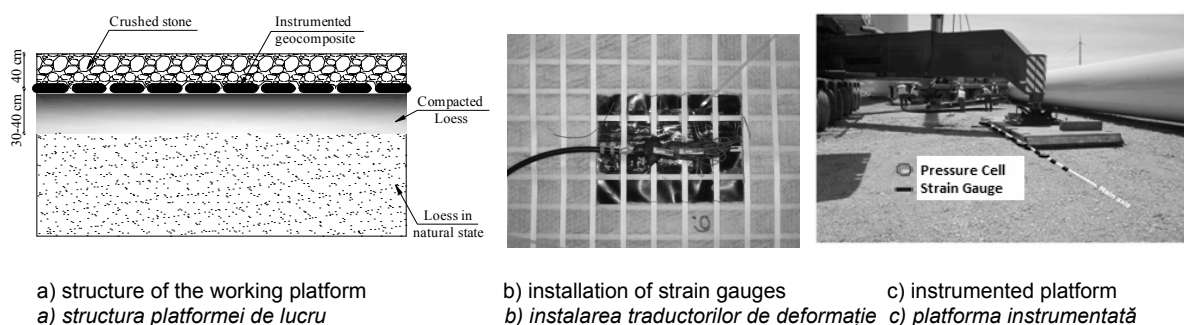 Crushed stone
Instrumented
geocomposite
40 cm
30-40 cm
Compacted
Loess
Loess in
natural state
Pressure Cell
Strain Gauge
Main axis
a) structure of the working platform
b) installation of strain gauges
c) instrumented platform
a) structura platformei de lucru
b) instalarea traductorilor de deformație
c) platforma instrumentată